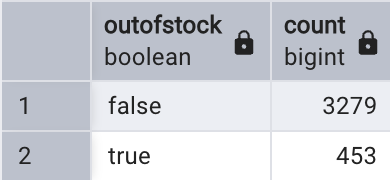 outofstock count
boolean bigint
1 false 3279
2 true 453